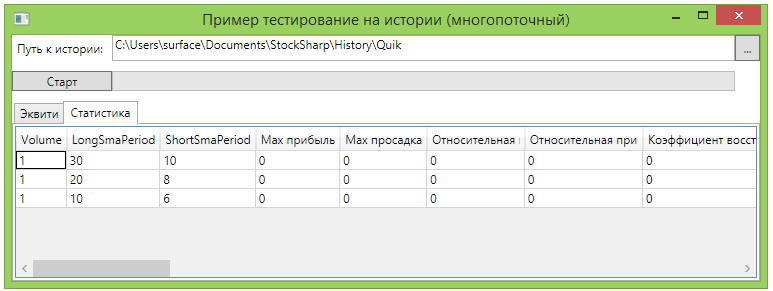 Пример тестирование на истории (многопоточный)
Путь к истории: C:\Users\surface\Documents\StockSharp\History\Quik ...
Старт
Эквити Статистика
Volume LongSmaPeriod ShortSmaPeriod Мах прибыль Мах просадка Относительная Относительная при Коэффициент восст
1 30 10 0 0 0 0 0
1 20 8 0 0 0 0 0
1 10 6 0 0 0 0 0